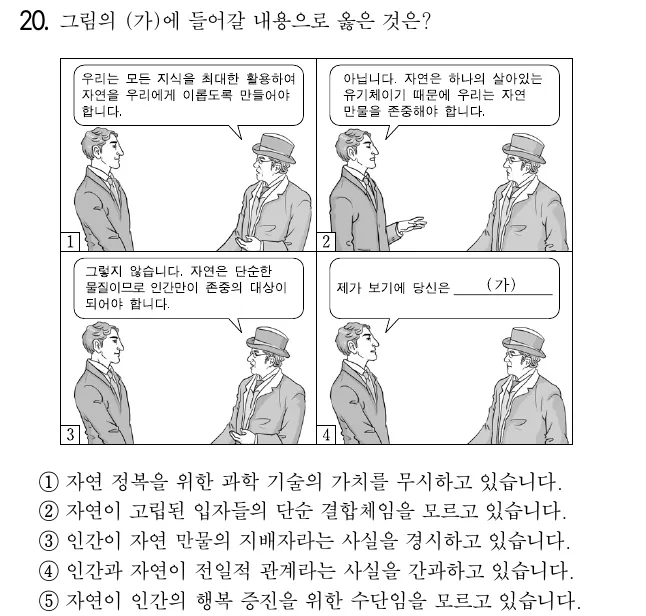 20. 그림의 (가)에 들어갈 내용으로 옳은 것은?
우리는 모든 지식을 최대한 활용하여
자연을 우리에게 이롭도록 만들어야
합니다.
1
아닙니다. 자연은 하나의 살아있는
유기체이기 때문에 우리는 자연
만물을 존중해야 합니다.
2
그렇지 않습니다. 자연은 단순한
물질이므로 인간만이 존중의 대상이
되어야 합니다.
3
제가 보기에 당신은 (가)
4
① 자연 정복을 위한 과학 기술의 가치를 무시하고 있습니다.
② 자연이 고립된 입자들의 단순 결합체임을 모르고 있습니다.
③ 인간이 자연 만물의 지배자라는 사실을 경시하고 있습니다.
④ 인간과 자연이 전일적 관계라는 사실을 간과하고 있습니다.
⑤ 자연이 인간의 행복 증진을 위한 수단임을 모르고 있습니다.